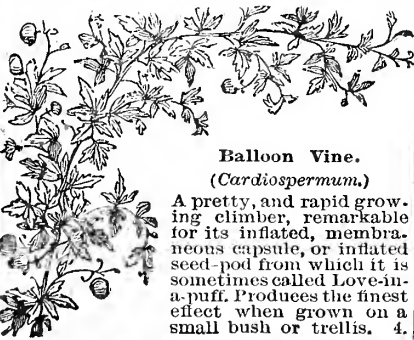 Balloon Vine.
(Cardiospermum.)
A pretty, and rapid grow-
ing climber, remarkable
for its inflated, membra-
neous capsule, or inflated
seed-pod from which it is
sometimes called Love-in-
a-puff. Produces the finest
effect when grown on a
small bush or trellis. 4.